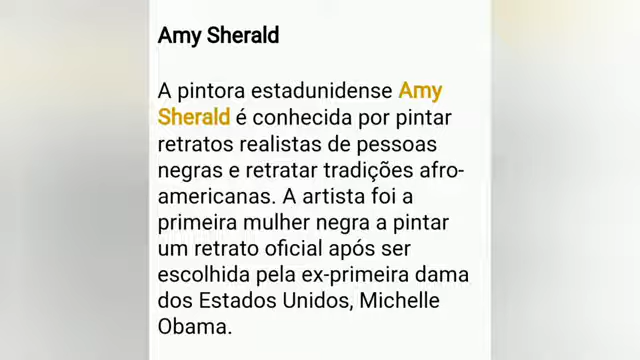 Amy Sherald
A pintora estadunidense Amy
Sherald é conhecida por pintar
retratos realistas de pessoas
negras e retratar tradições afro-
americanas. A artista foi a
primeira mulher negra a pintar
um retrato oficial após ser
escolhida pela ex-primeira dama
dos Estados Unidos, Michelle
Obama.